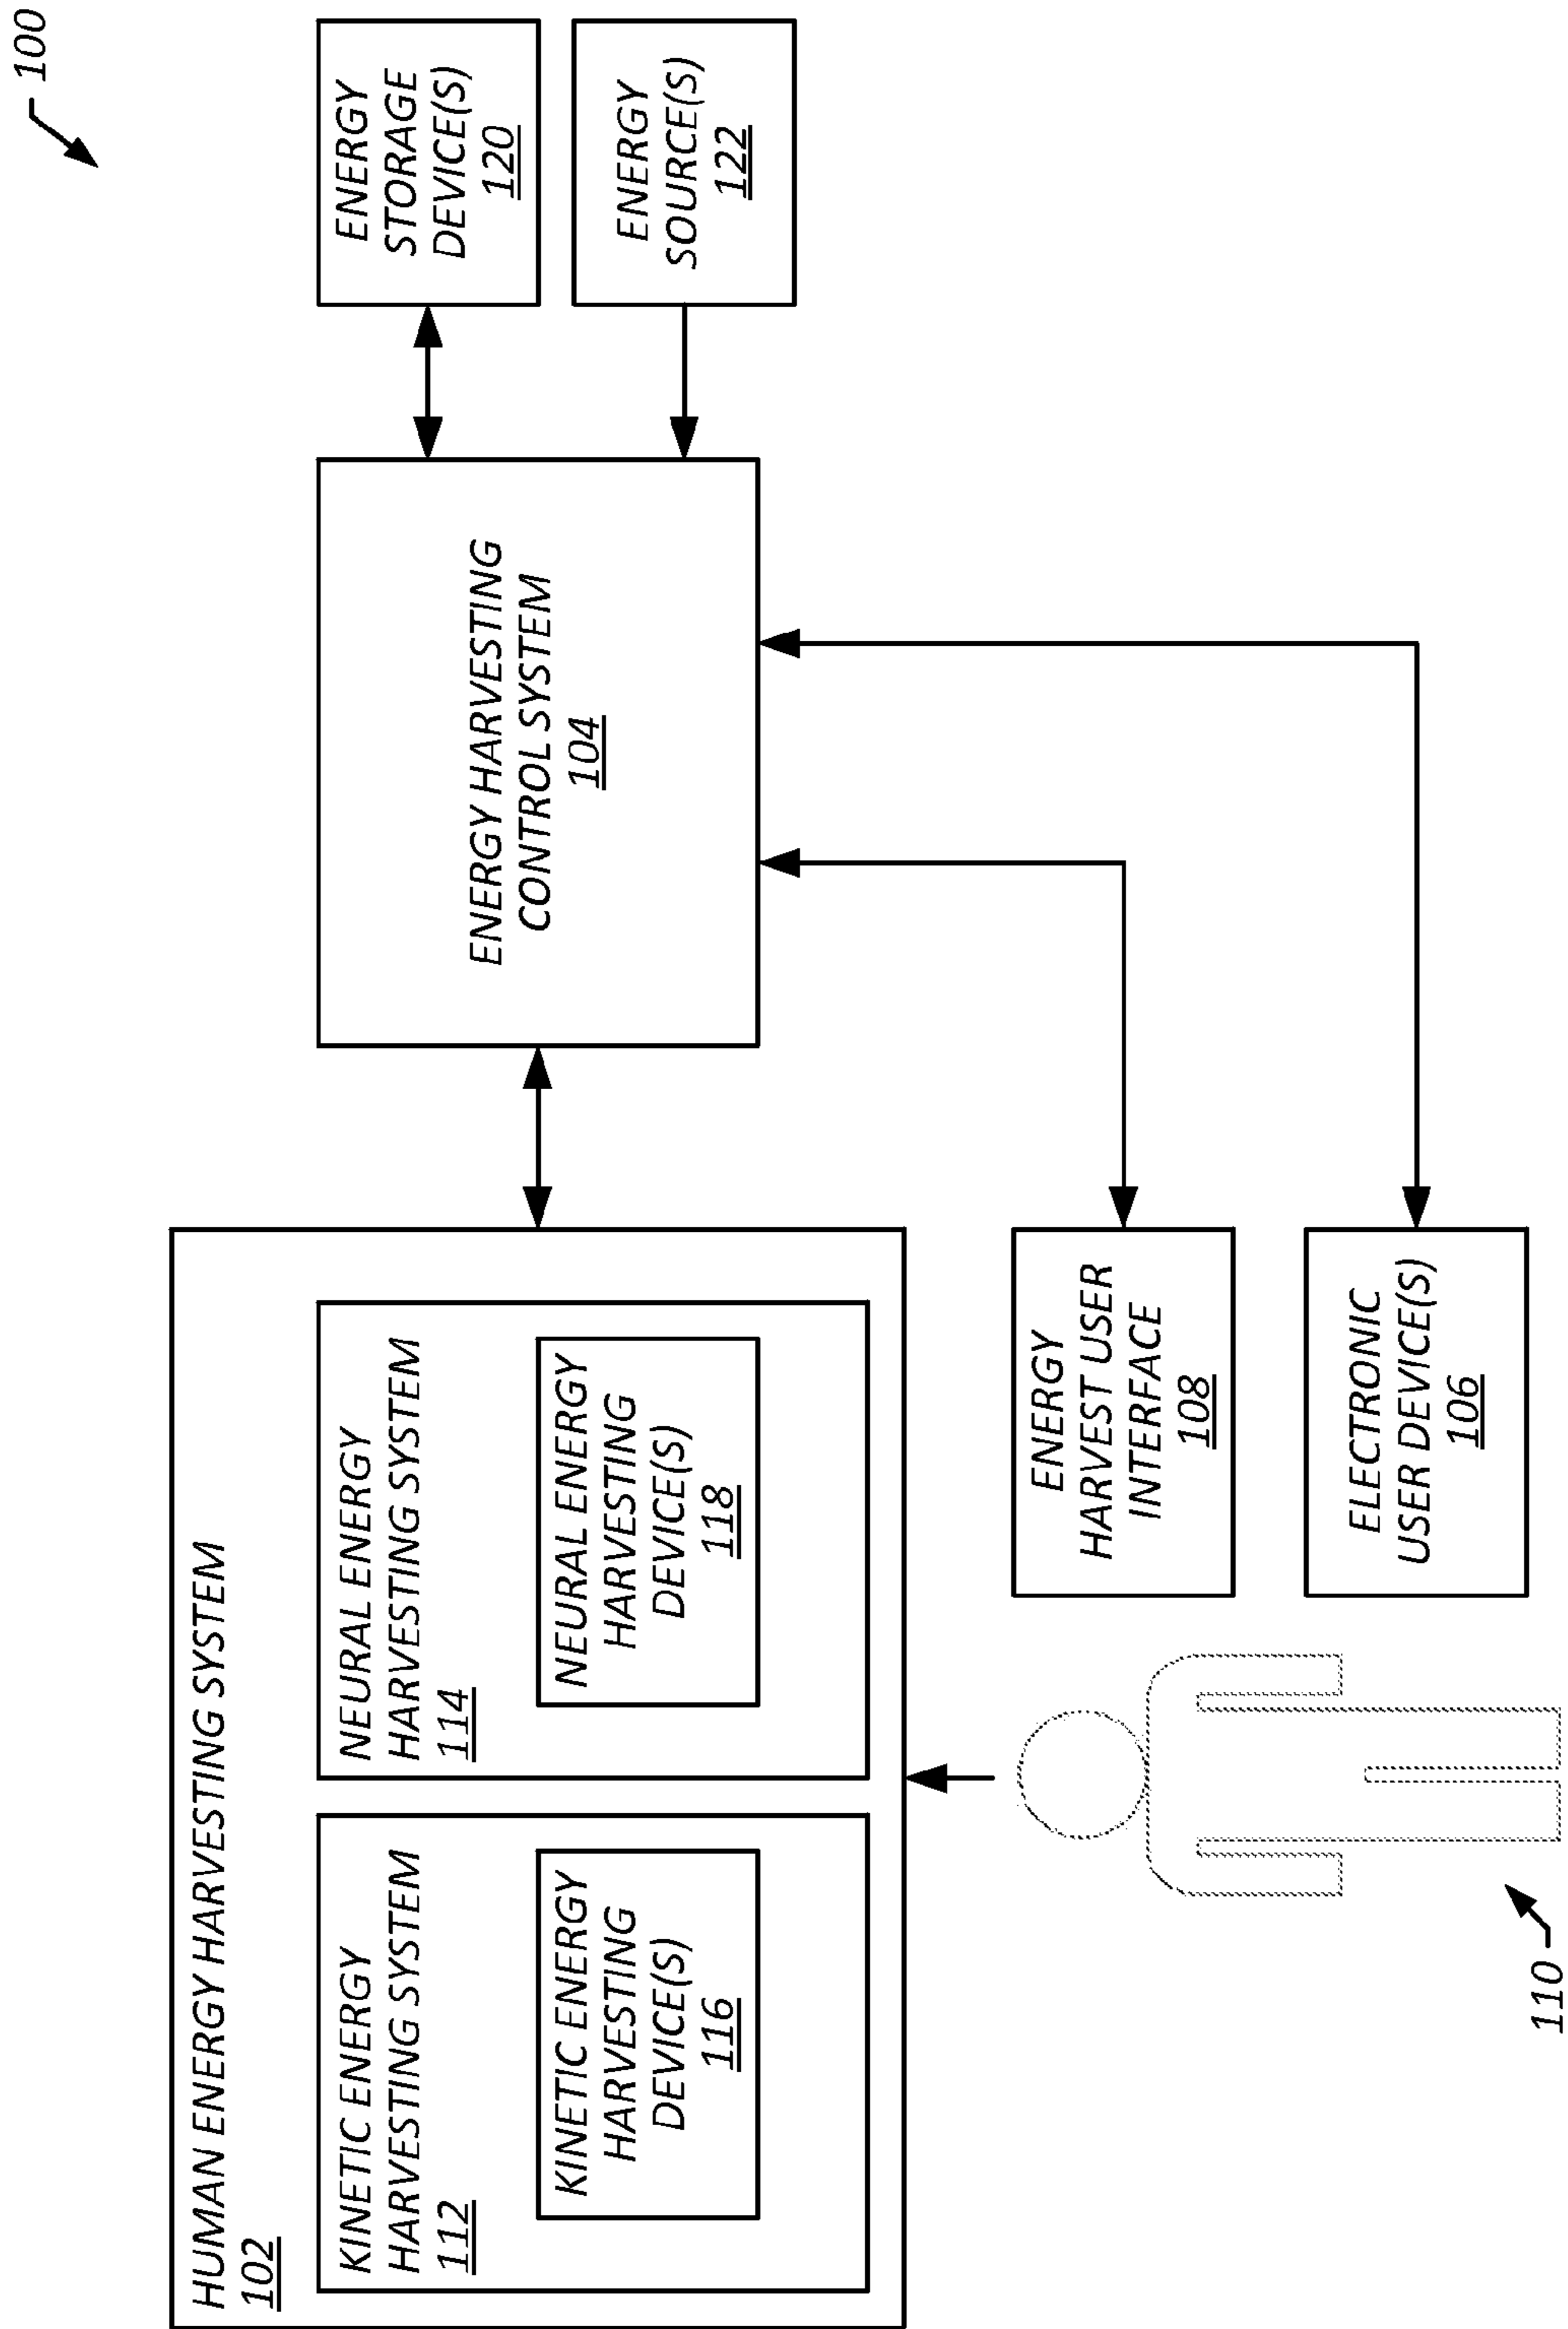 100
HUMAN ENERGY HARVESTING SYSTEM
102
KINETIC ENERGY
HARVESTING SYSTEM
112
KINETIC ENERGY
HARVESTING
DEVICE(S)
116
NEURAL ENERGY
HARVESTING SYSTEM
114
NEURAL ENERGY
HARVESTING
DEVICE(S)
118
ENERGY HARVESTING
CONTROL SYSTEM
104
ENERGY
STORAGE
DEVICE(S)
120
ENERGY
SOURCE(S)
122
ENERGY
HARVEST USER
INTERFACE
108
ELECTRONIC
USER DEVICE(S)
106
110